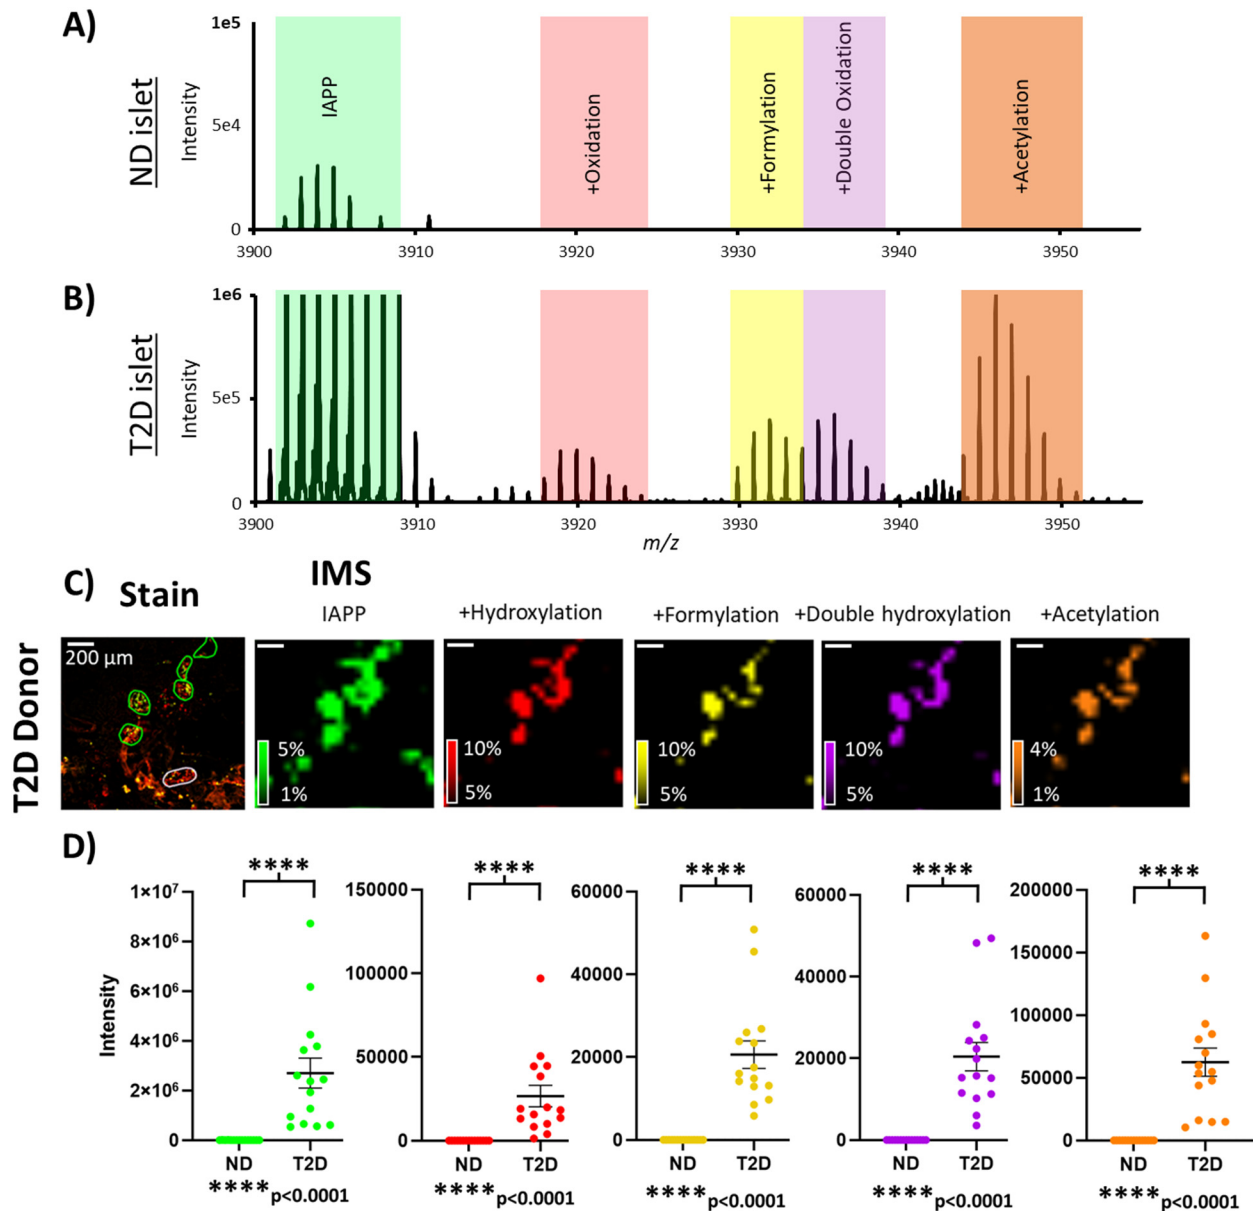 A)
ND islet
Intensity
1e5
5e4
0
IAPP
+Oxidation
+Formylation
+Double Oxidation
+Acetylation
3900 3910 3920 3930 3940 3950
B)
T2D islet
Intensity
1e6
5e5
0
3900 3910 3920 3930 3940 3950
m/z
C)
Stain
IMS
IAPP +Hydroxylation +Formylation +Double hydroxylation +Acetylation
T2D Donor
200 µm
5% 10% 10% 10% 4%
1% 5% 5% 5% 1%
D)
**** **** **** **** ****
Intensity
1×10⁷ 150000 60000 60000 200000
8×10⁶ 100000 40000 40000 150000
6×10⁶ 50000 20000 20000 100000
4×10⁶ 0 0 0 50000
2×10⁶ 0
0
ND T2D ND T2D ND T2D ND T2D ND T2D
****p<0.0001 ****p<0.0001 ****p<0.0001 ****p<0.0001 ****p<0.0001